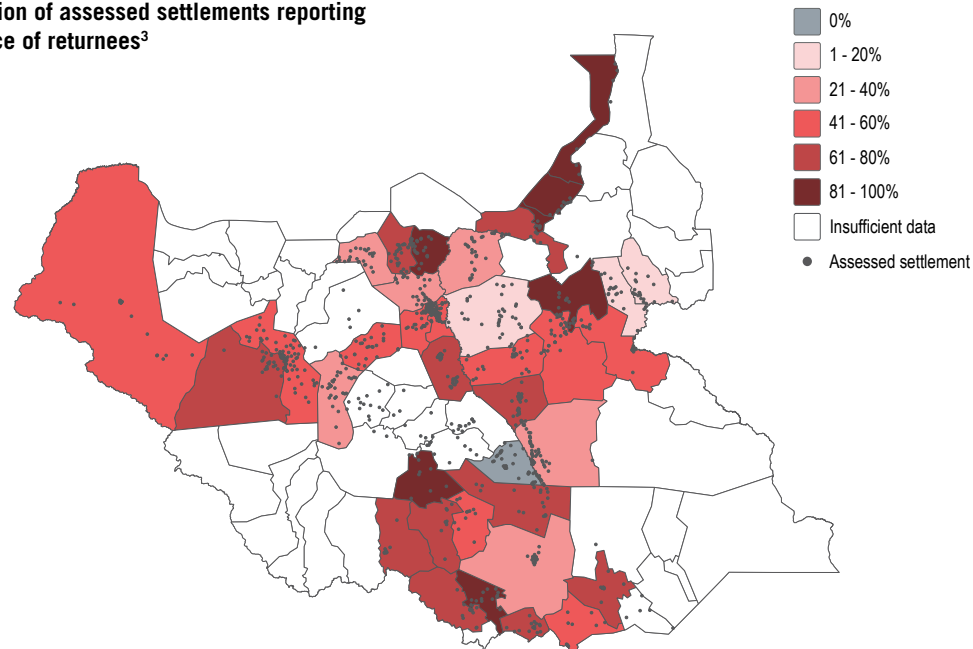 ion of assessed settlements reporting
ce of returnees³
0%
1 - 20%
21 - 40%
41 - 60%
61 - 80%
81 - 100%
Insufficient data
Assessed settlement